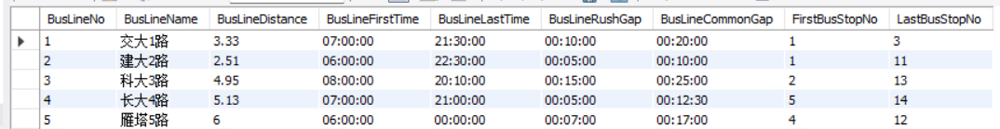 BusLineNo BusLineName BusLineDistance BusLineFirstTime BusLineLastTime BusLineRushGap BusLineCommonGap FirstBusStopNo LastBusStopNo
1 交大1路 3.33 07:00:00 21:30:00 00:10:00 00:20:00 1 3
2 建大2路 2.51 06:00:00 22:30:00 00:05:00 00:10:00 1 11
3 科大3路 4.95 08:00:00 20:10:00 00:15:00 00:25:00 2 13
4 长大4路 5.13 07:00:00 21:00:00 00:05:00 00:12:30 5 14
5 雁塔5路 6 06:00:00 00:00:00 00:07:00 00:17:00 4 12